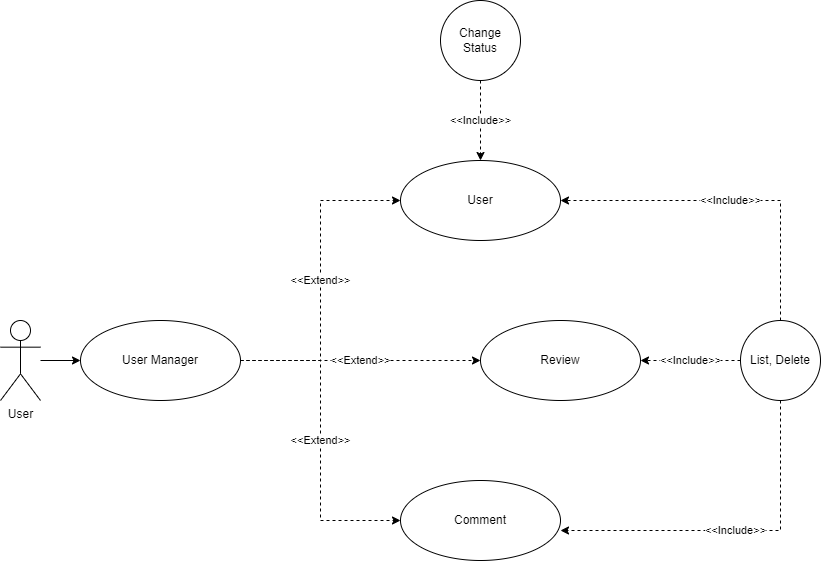 Change
Status
<<Include>>
User
<<Include>>
<<Extend>>
User Manager
<<Extend>>
Review
<<Include>>
List, Delete
User
<<Extend>>
Comment
<<Include>>